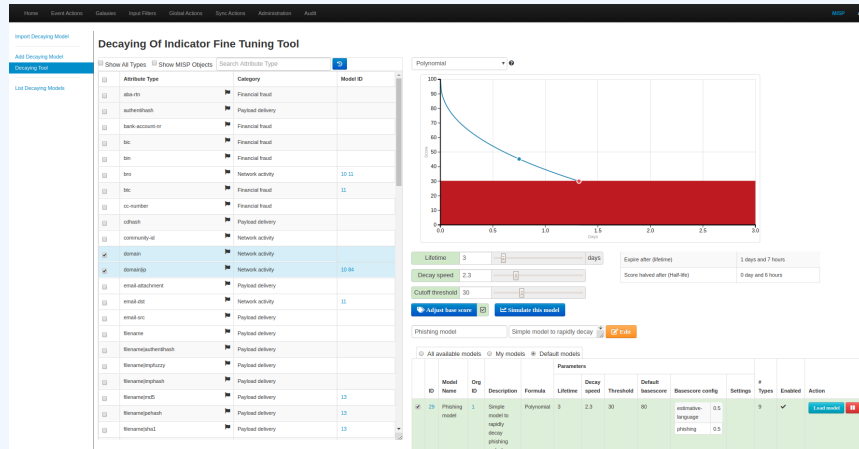 Home Event Actions Galaxies Input Filters Global Actions Sync Actions Administration Audit MISP A
Import Decaying Model
Add Decaying Model
Decaying Tool
List Decaying Models
Decaying Of Indicator Fine Tuning Tool
Show All Types Show MISP Objects Search Attribute Type
Attribute Type Category Model ID
aba-rtn Financial fraud
authentihash Payload delivery
bank-account-nr Financial fraud
bic Financial fraud
bin Financial fraud
bro Network activity 10 11
btc Financial fraud 11
cc-number Financial fraud
cdhash Payload delivery
community-id Network activity
domain Network activity
domain|ip Network activity 10 84
email-attachment Payload delivery
email-dst Network activity 11
email-src Payload delivery
filename Payload delivery
filename|authentihash Payload delivery
filename|impfuzzy Payload delivery
filename|imphash Payload delivery
filename|md5 Payload delivery 13
filename|pehash Payload delivery 13
filename|sha1 Payload delivery 13
Polynomial
100
90
80
70
60
50
40
30
20
10
0
Score
0.0 0.5 1.0 1.5 2.0 2.5 3.0
Days
Lifetime 3 days
Decay speed 2.3
Cutoff threshold 30
Expire after (lifetime) 1 days and 7 hours
Score halved after (Half-life) 0 day and 6 hours
Adjust base score Simulate this model
Phishing model Simple model to rapidly decay Edit
All available models My models Default models
Parameters
ID Model Name Org ID Description Formula Lifetime Decay speed Threshold Default basescore Basescore config Settings # Types Enabled Action
29 Phishing model 1 Simple model to rapidly decay phishing Polynomial 3 2.3 30 80 estimative-language 0.5 phishing 0.5 9 Load model